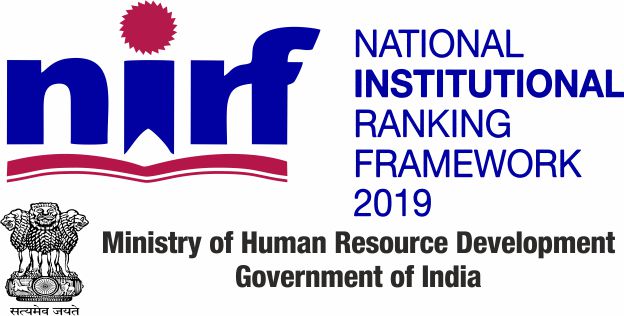 nirf
NATIONAL
INSTITUTIONAL
RANKING
FRAMEWORK
2019
Ministry of Human Resource Development
Government of India
सत्यमेव जयते